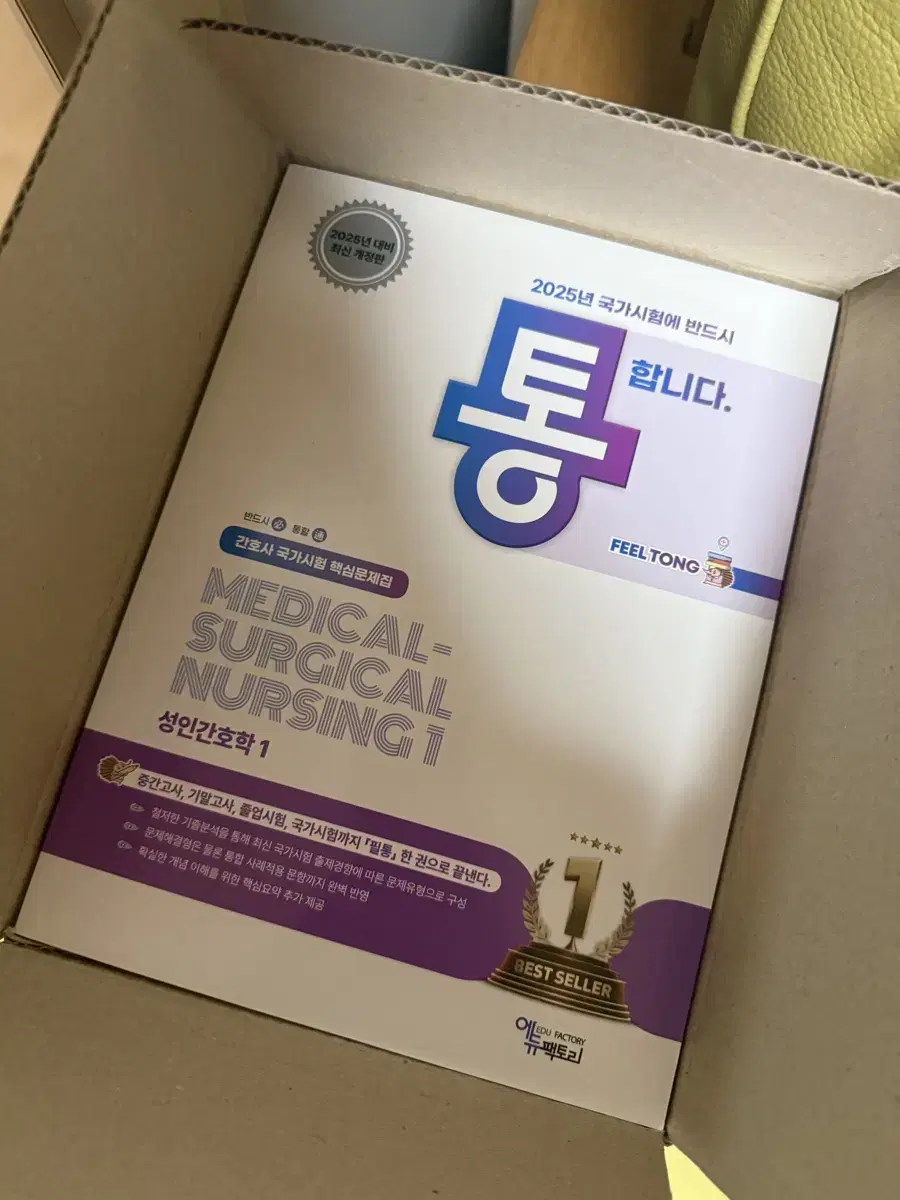 2025년 대비
최신 개정판
2025년 국가시험에 반드시
통
합니다.
FEEL TONG
반드시 必 통할 通
간호사 국가시험 핵심문제집
MEDICAL-
SURGICAL
NURSING 1
성인간호학 1
중간고사, 기말고사, 졸업시험, 국가시험까지 「필통」 한 권으로 끝낸다.
철저한 기출분석을 통해 최신 국가시험 출제경향에 따른 문제유형으로 구성
문제해결형은 물론 통합 사례적용 문항까지 완벽 반영
확실한 개념 이해를 위한 핵심요약 추가 제공
1
BEST SELLER
에듀팩토리
EDU FACTORY